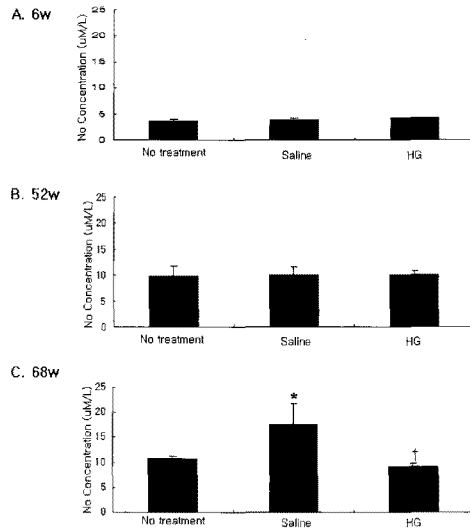 A. 6w
No Concentration (uM/L)
25
20
15
10
5
0
No treatment Saline HG
B. 52w
No Concentration (uM/L)
25
20
15
10
5
0
No treatment Saline HG
C. 68w
No Concentration (uM/L)
25
20
15
10
5
0
*
†
No treatment Saline HG